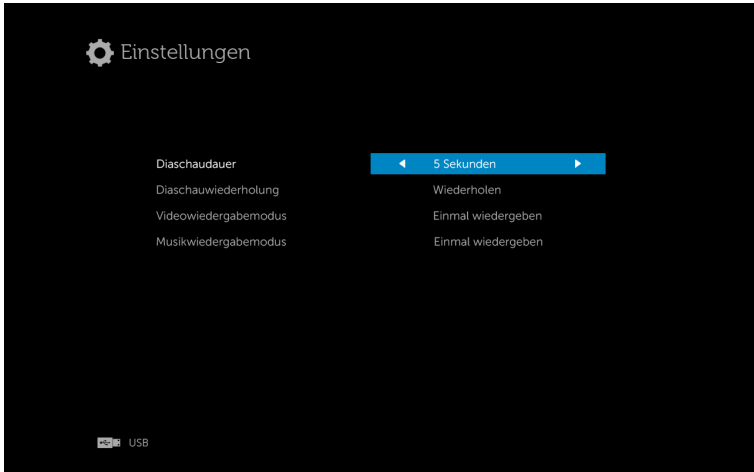 Einstellungen
Diaschaudauer 5 Sekunden
Diaschauwiederholung Wiederholen
Videowiedergabemodus Einmal wiedergeben
Musikwiedergabemodus Einmal wiedergeben
USB